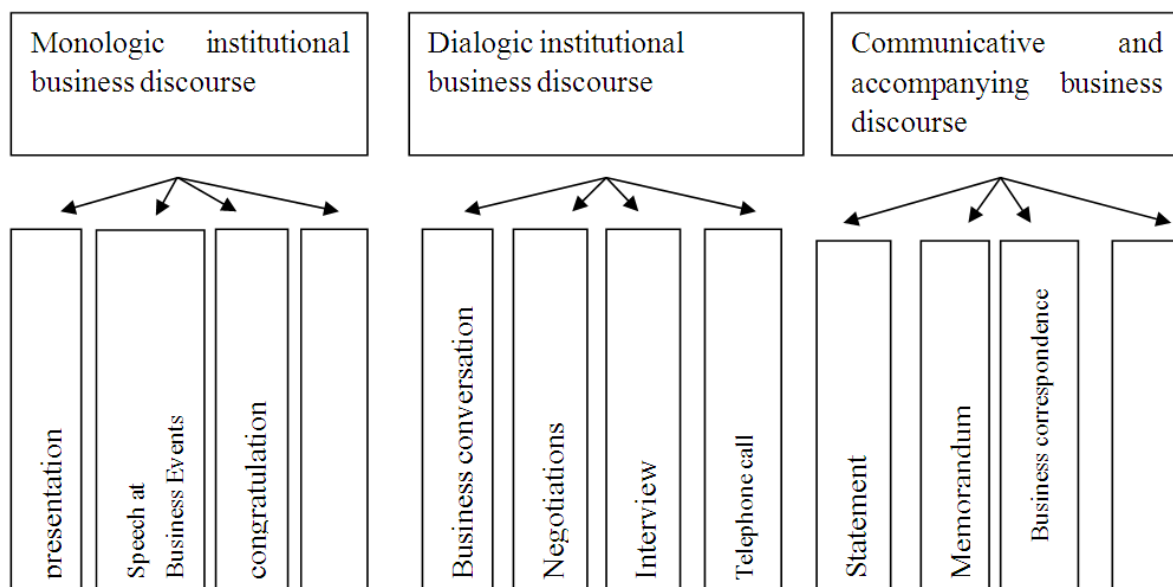 Monologic institutional
business discourse
Dialogic institutional
business discourse
Communicative and
accompanying business
discourse
presentation
Speech at
Business Events
congratulation
Business conversation
Negotiations
Interview
Telephone call
Statement
Memorandum
Business correspondence